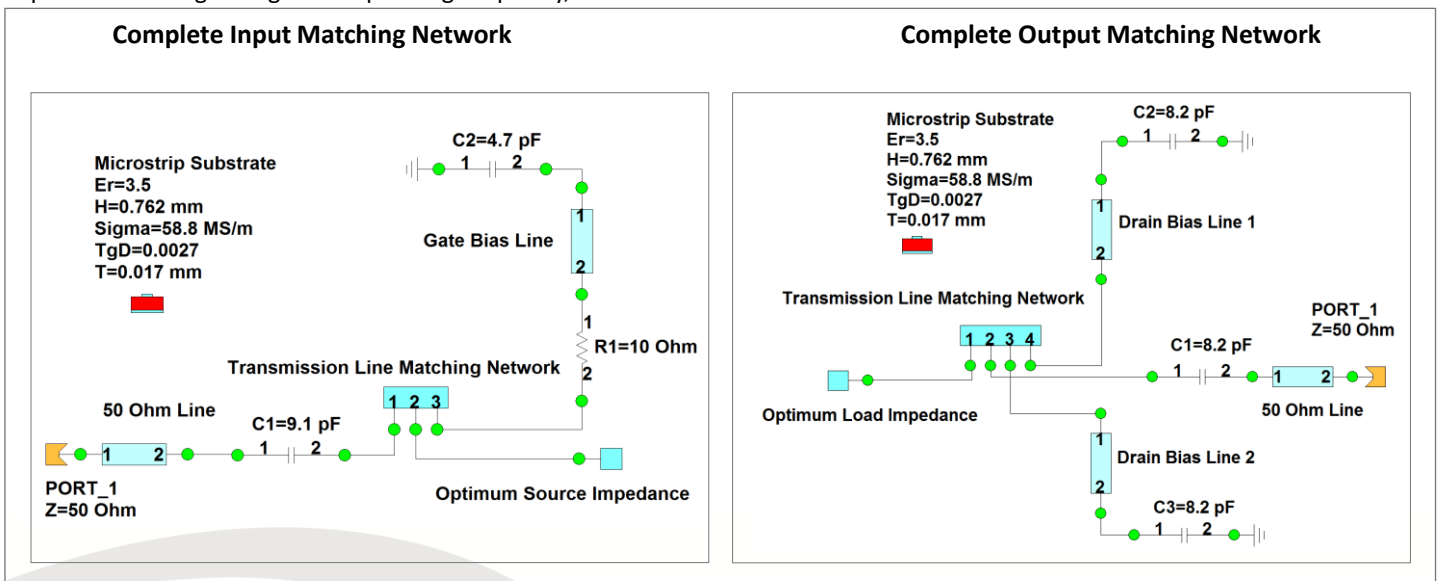 Complete Input Matching Network
Microstrip Substrate
Er=3.5
H=0.762 mm
Sigma=58.8 MS/m
TgD=0.0027
T=0.017 mm
C2=4.7 pF
1 2
1
Gate Bias Line
2
1
R1=10 Ohm
2
Transmission Line Matching Network
1 2 3
50 Ohm Line
C1=9.1 pF
1 2
1 2
PORT_1
Z=50 Ohm
Optimum Source Impedance
Complete Output Matching Network
Microstrip Substrate
Er=3.5
H=0.762 mm
Sigma=58.8 MS/m
TgD=0.0027
T=0.017 mm
C2=8.2 pF
1 2
1
Drain Bias Line 1
2
Transmission Line Matching Network
1 2 3 4
PORT_1
Z=50 Ohm
C1=8.2 pF
1 2
1 2
Optimum Load Impedance
50 Ohm Line
1
Drain Bias Line 2
2
C3=8.2 pF
1 2